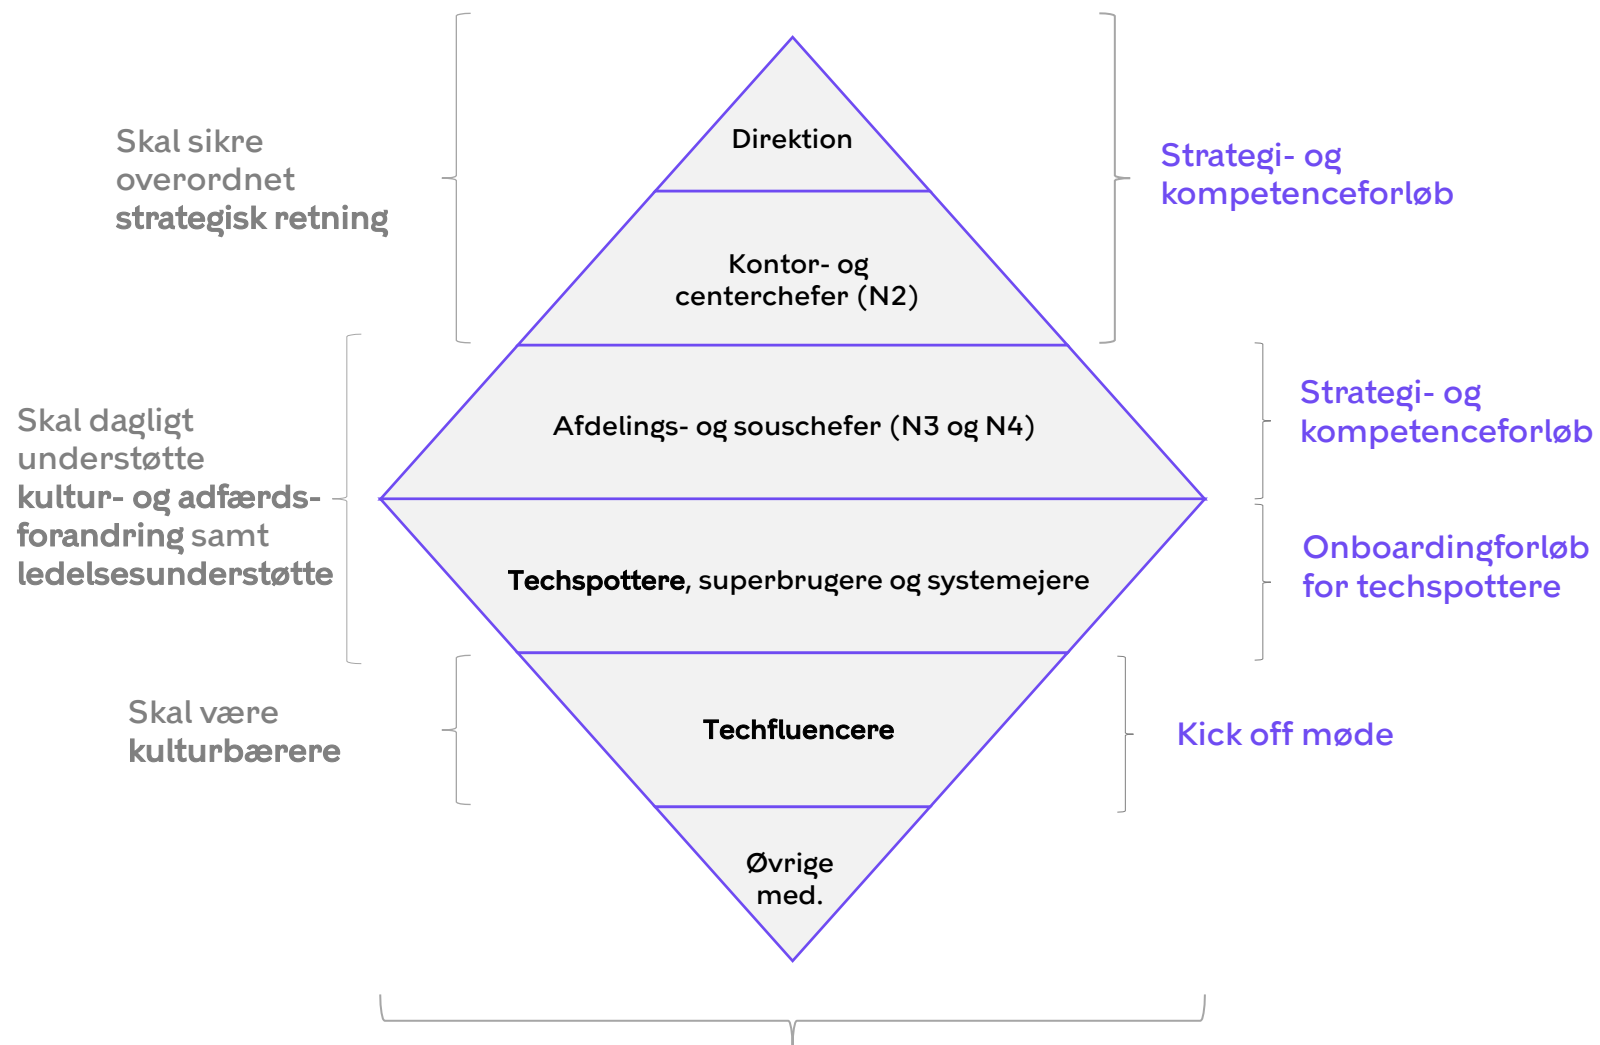 Skal sikre
overordnet
strategisk retning
Direktion
Kontor- og
centerchefer (N2)
Strategi- og
kompetenceforløb
Skal dagligt
understøtte
kultur- og adfærds-
forandring samt
ledelsesunderstøtte
Afdelings- og souschefer (N3 og N4)
Strategi- og
kompetenceforløb
Techspottere, superbrugere og systemejere
Onboardingforløb
for techspottere
Skal være
kulturbærere
Techfluencere
Kick off møde
Øvrige
med.